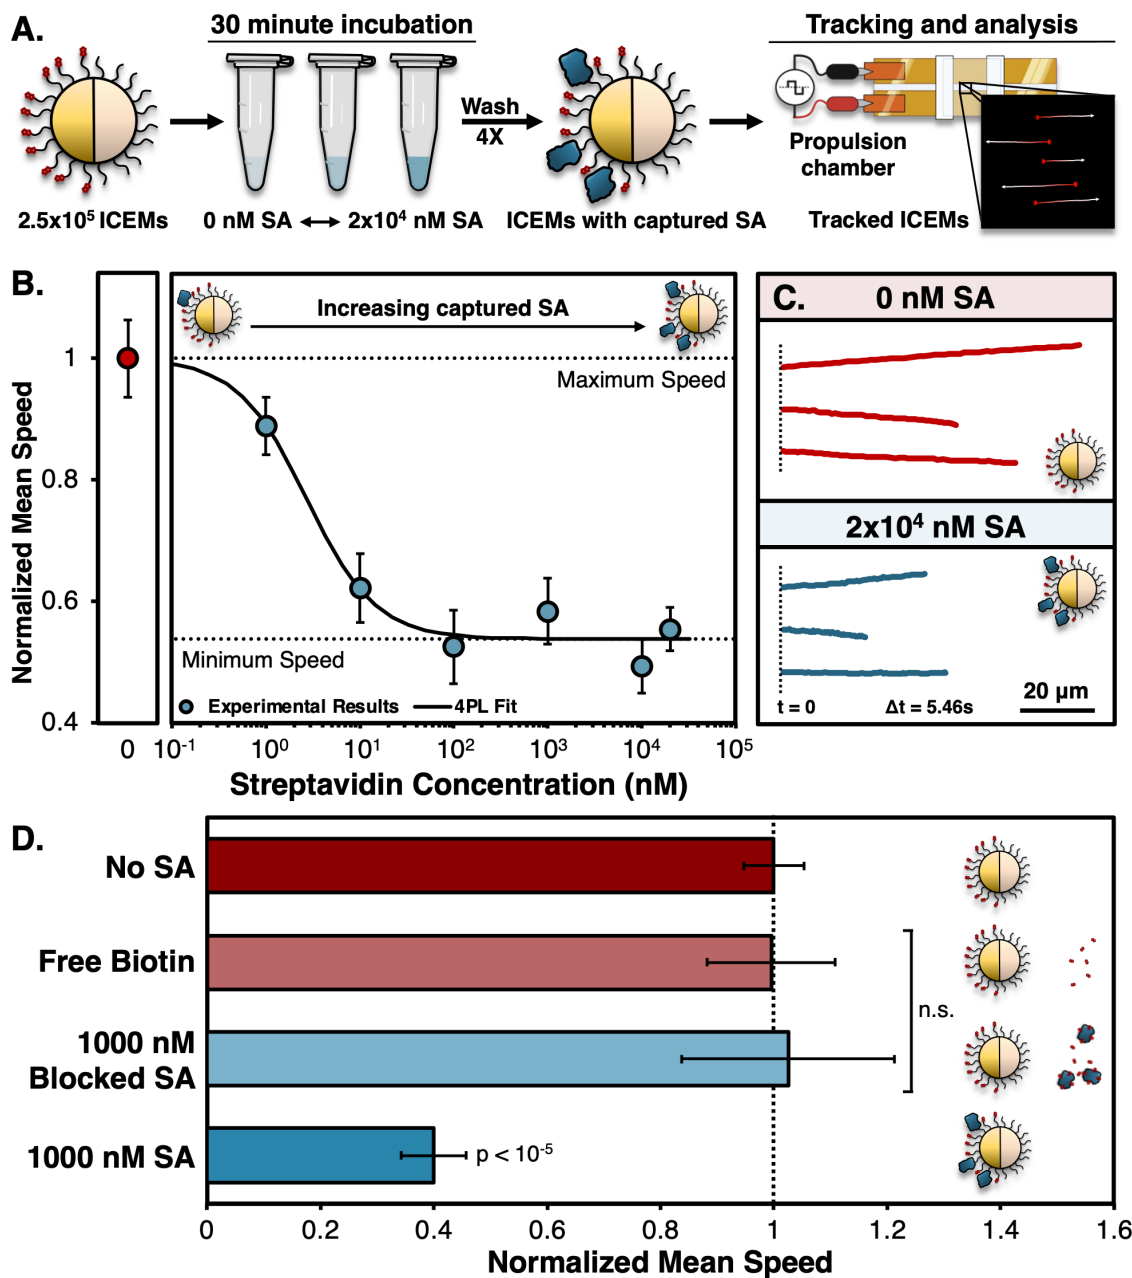 A.
30 minute incubation
Tracking and analysis
Wash
4X
Propulsion
chamber
2.5x10⁵ ICEMs
0 nM SA ↔ 2x10⁴ nM SA
ICEMs with captured SA
Tracked ICEMs
B.
Increasing captured SA
Maximum Speed
Minimum Speed
Experimental Results
4PL Fit
Normalized Mean Speed
1
0.8
0.6
0.4
0
10⁻¹
10⁰
10¹
10²
10³
10⁴
10⁵
Streptavidin Concentration (nM)
C.
0 nM SA
2x10⁴ nM SA
20 μm
t = 0
Δt = 5.46s
D.
No SA
Free Biotin
1000 nM
Blocked SA
1000 nM SA
n.s.
p < 10⁻⁵
0
0.2
0.4
0.6
0.8
1
1.2
1.4
1.6
Normalized Mean Speed